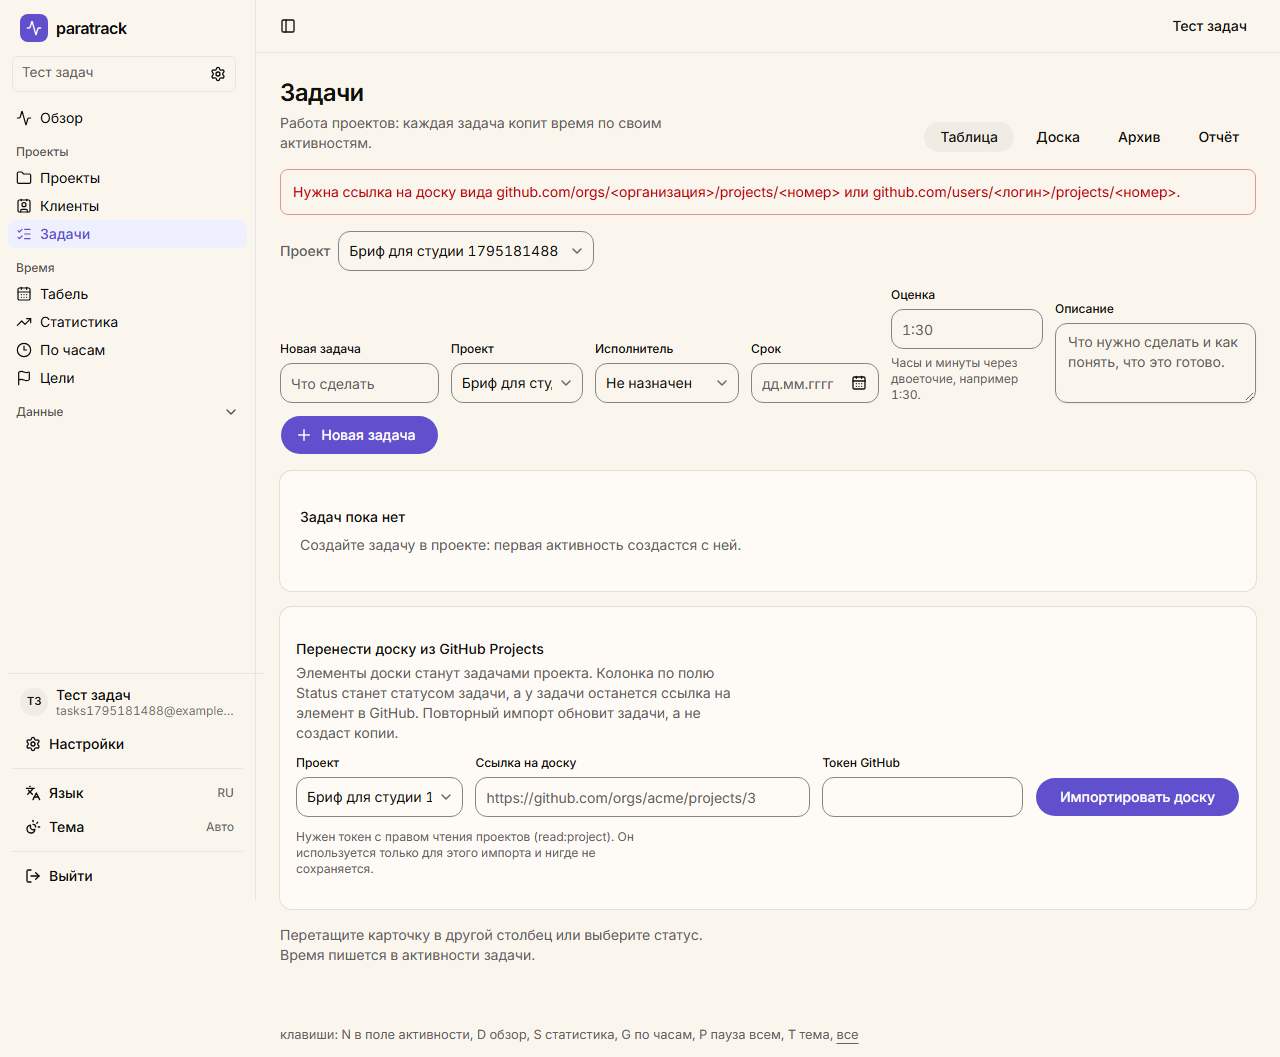 paratrack
Тест задач
Тест задач
Обзор
Проекты
Проекты
Клиенты
Задачи
Время
Табель
Статистика
По часам
Цели
Данные
ТЗ
Тест задач
tasks1795181488@example...
Настройки
Язык
RU
Тема
Авто
Выйти
Задачи
Работа проектов: каждая задача копит время по своим
активностям.
Таблица
Доска
Архив
Отчёт
Нужна ссылка на доску вида github.com/orgs/<организация>/projects/<номер> или github.com/users/<логин>/projects/<номер>.
Проект
Бриф для студии 1795181488
Новая задача
Что сделать
Проект
Бриф для сту,
Исполнитель
Не назначен
Срок
дд.мм.гггг
Оценка
1:30
Часы и минуты через
двоеточие, например
1:30.
Описание
Что нужно сделать и как
понять, что это готово.
Новая задача
Задач пока нет
Создайте задачу в проекте: первая активность создастся с ней.
Перенести доску из GitHub Projects
Элементы доски станут задачами проекта. Колонка по полю
Status станет статусом задачи, а у задачи останется ссылка на
элемент в GitHub. Повторный импорт обновит задачи, а не
создаст копии.
Проект
Бриф для студии 1
Ссылка на доску
https://github.com/orgs/acme/projects/3
Токен GitHub
Импортировать доску
Нужен токен с правом чтения проектов (read:project). Он
используется только для этого импорта и нигде не
сохраняется.
Перетащите карточку в другой столбец или выберите статус.
Время пишется в активности задачи.
клавиши: N в поле активности, D обзор, S статистика, G по часам, P пауза всем, T тема, все